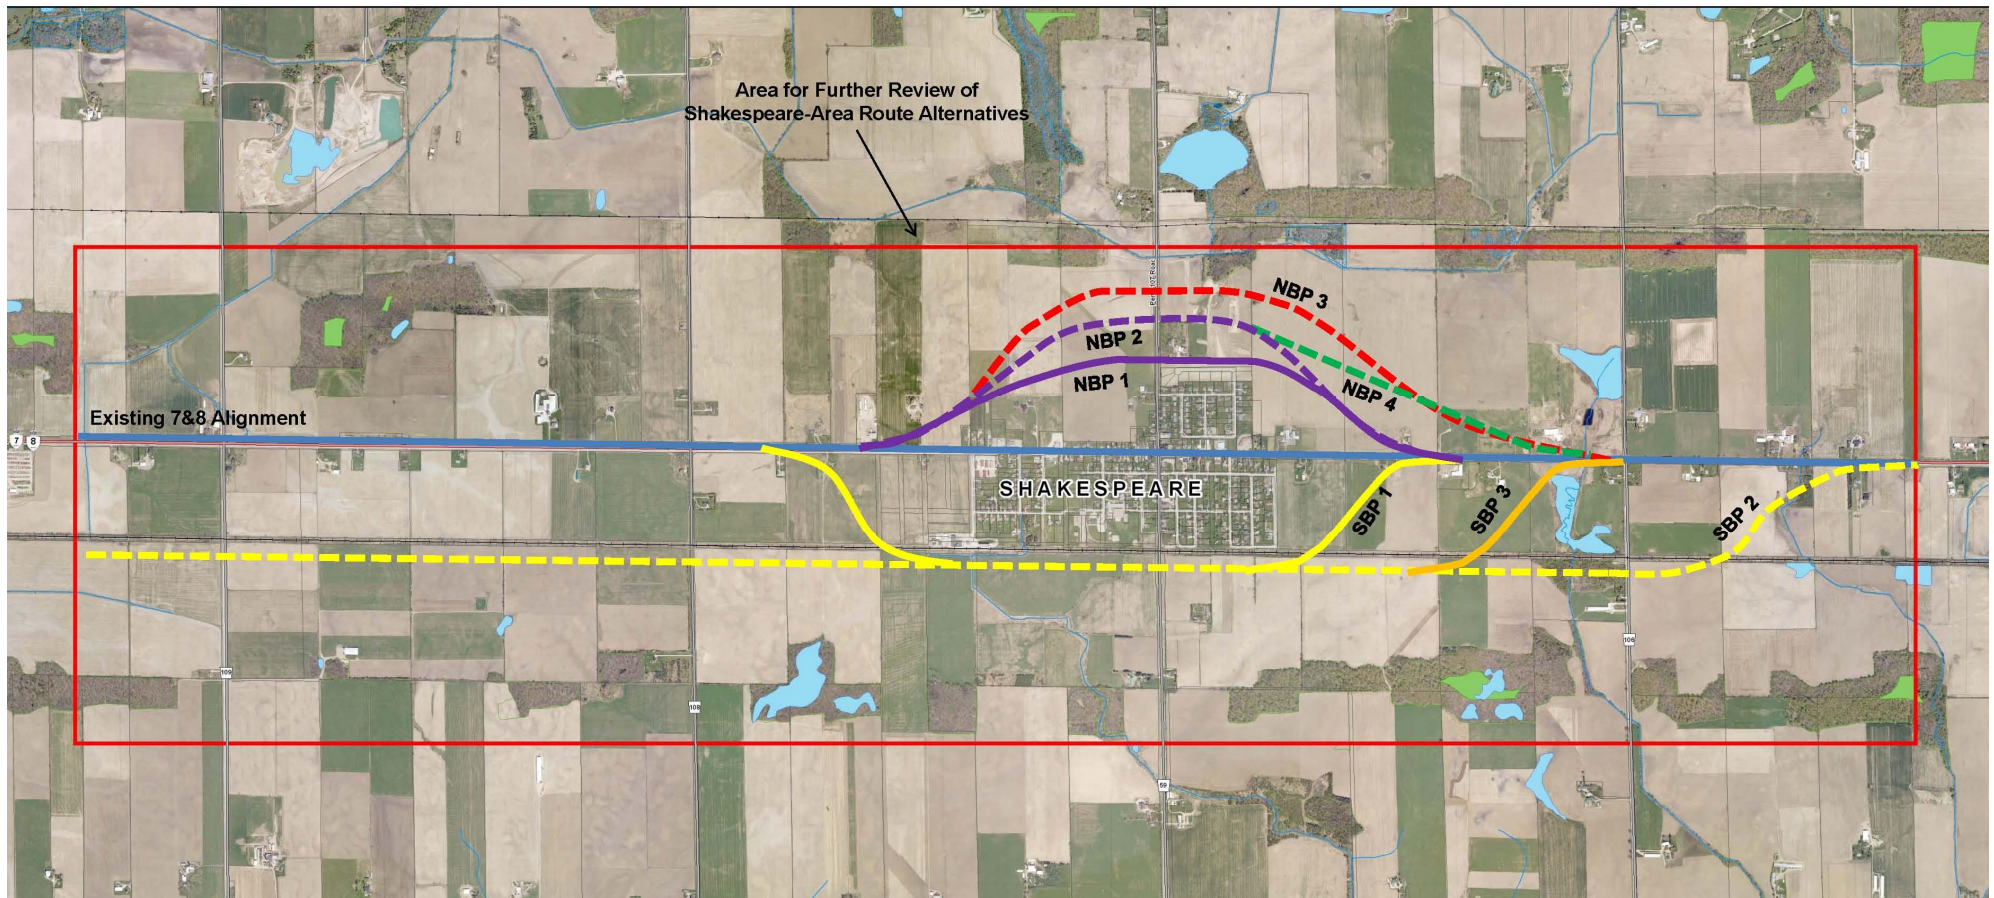 Area for Further Review of
Shakespeare-Area Route Alternatives
NBP 3
NBP 2
NBP 1
NBP 4
Existing 7&8 Alignment
7 8
SHAKESPEARE
SBP 1
SBP 3
SBP 2
106
109
108
59